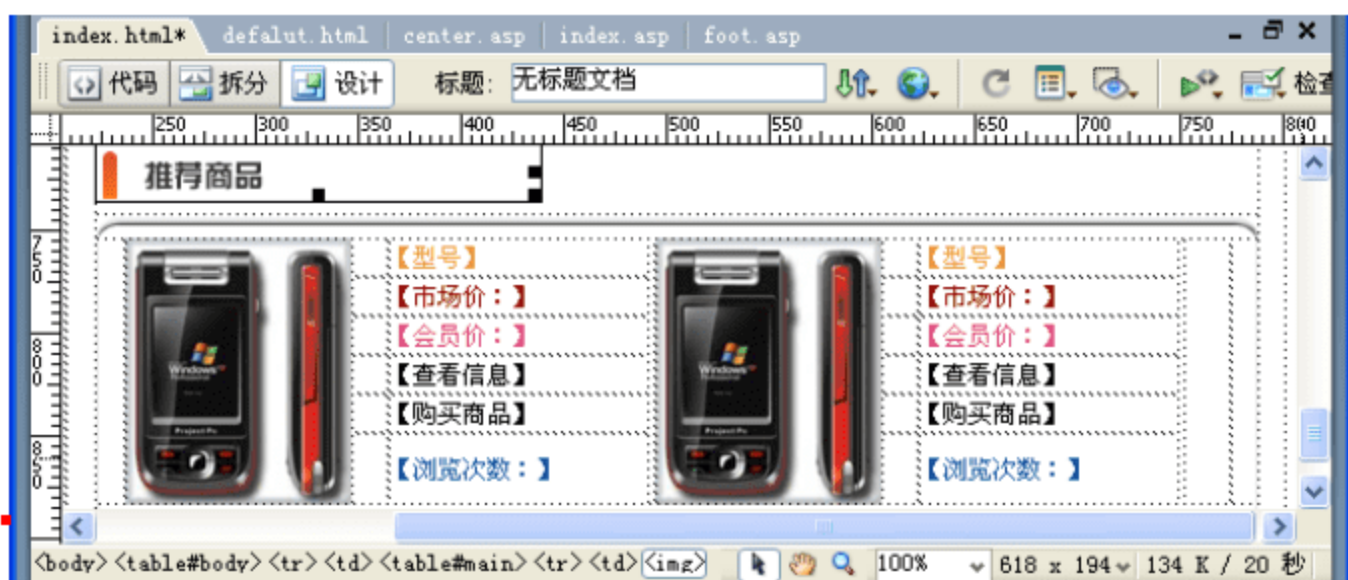 index.html* defalut.html center.asp index.asp foot.asp
代码 拆分 设计 标题: 无标题文档 检查
250 300 350 400 450 500 550 600 650 700 750 800
推荐商品
750
【型号】 【型号】
【市场价：】 【市场价：】
800
【会员价：】 【会员价：】
Windows Windows
【查看信息】 【查看信息】
【购买商品】 【购买商品】
850
【浏览次数：】 【浏览次数：】
<body> <table#body> <tr> <td> <table#main> <tr> <td> <img> 100% 618 x 194 134 K / 20 秒